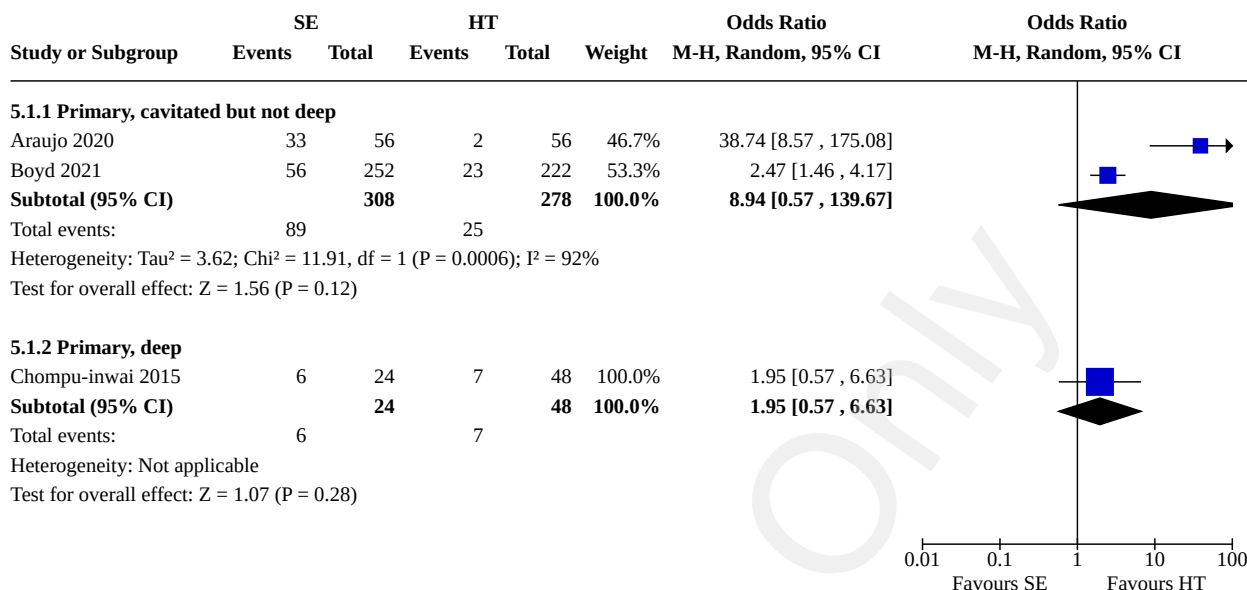 SE HT Odds Ratio Odds Ratio
Study or Subgroup Events Total Events Total Weight M-H, Random, 95% CI M-H, Random, 95% CI
5.1.1 Primary, cavitated but not deep
Araujo 2020 33 56 2 56 46.7% 38.74 [8.57 , 175.08]
Boyd 2021 56 252 23 222 53.3% 2.47 [1.46 , 4.17]
Subtotal (95% CI) 308 278 100.0% 8.94 [0.57 , 139.67]
Total events: 89 25
Heterogeneity: Tau² = 3.62; Chi² = 11.91, df = 1 (P = 0.0006); I² = 92%
Test for overall effect: Z = 1.56 (P = 0.12)
5.1.2 Primary, deep
Chompu-inwai 2015 6 24 7 48 100.0% 1.95 [0.57 , 6.63]
Subtotal (95% CI) 24 48 100.0% 1.95 [0.57 , 6.63]
Total events: 6 7
Heterogeneity: Not applicable
Test for overall effect: Z = 1.07 (P = 0.28)
0.01 0.1 1 10 100
Favours SE Favours HT
Only